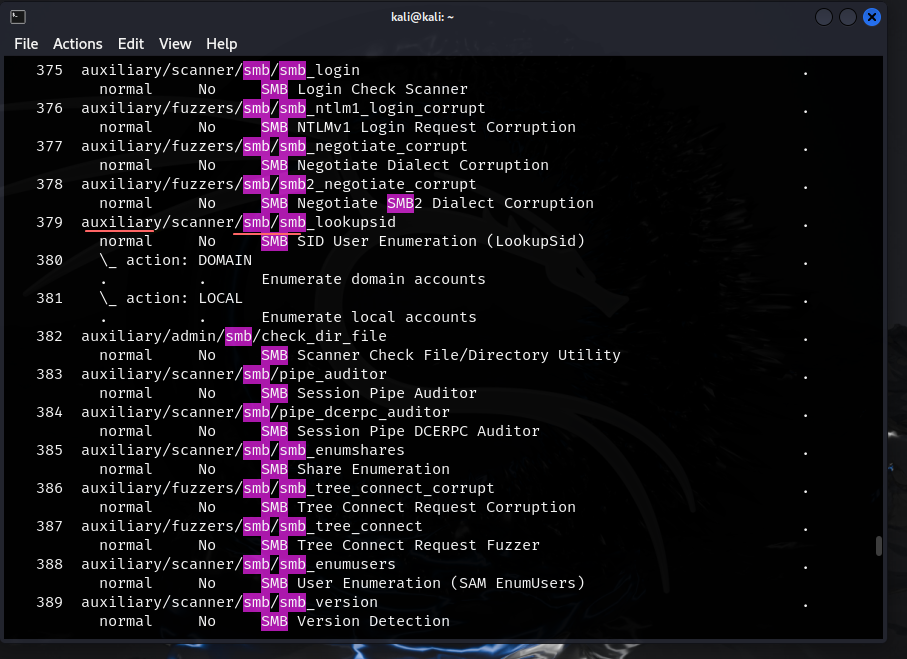 kali@kali: ~
File Actions Edit View Help
375 auxiliary/scanner/smb/smb_login .
normal No SMB Login Check Scanner
376 auxiliary/fuzzers/smb/smb_ntlm1_login_corrupt .
normal No SMB NTLMv1 Login Request Corruption
377 auxiliary/fuzzers/smb/smb_negotiate_corrupt .
normal No SMB Negotiate Dialect Corruption
378 auxiliary/fuzzers/smb/smb2_negotiate_corrupt .
normal No SMB Negotiate SMB2 Dialect Corruption
379 auxiliary/scanner/smb/smb_lookupsid .
normal No SMB SID User Enumeration (LookupSid)
380 \_ action: DOMAIN .
. . Enumerate domain accounts
381 \_ action: LOCAL .
. . Enumerate local accounts
382 auxiliary/admin/smb/check_dir_file .
normal No SMB Scanner Check File/Directory Utility
383 auxiliary/scanner/smb/pipe_auditor .
normal No SMB Session Pipe Auditor
384 auxiliary/scanner/smb/pipe_dcerpc_auditor .
normal No SMB Session Pipe DCERPC Auditor
385 auxiliary/scanner/smb/smb_enumshares .
normal No SMB Share Enumeration
386 auxiliary/fuzzers/smb/smb_tree_connect_corrupt .
normal No SMB Tree Connect Request Corruption
387 auxiliary/fuzzers/smb/smb_tree_connect .
normal No SMB Tree Connect Request Fuzzer
388 auxiliary/scanner/smb/smb_enumusers .
normal No SMB User Enumeration (SAM EnumUsers)
389 auxiliary/scanner/smb/smb_version .
normal No SMB Version Detection